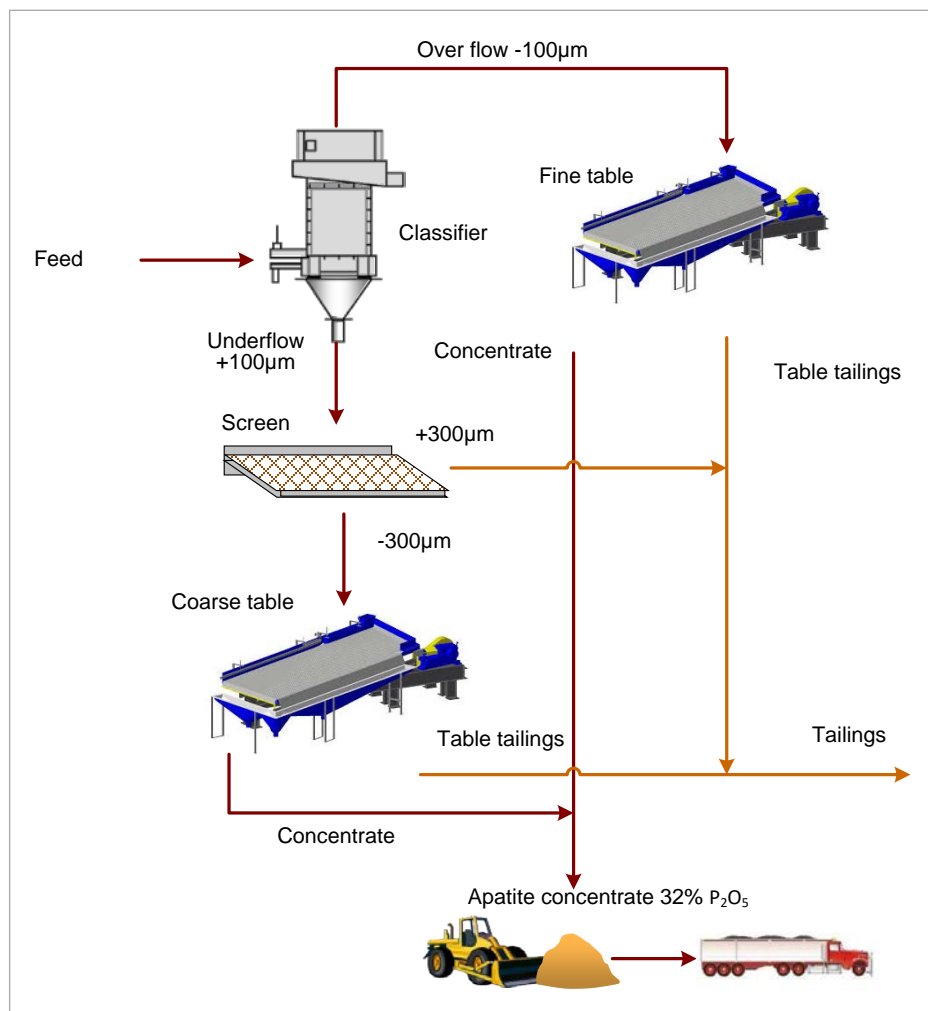 Over flow -100µm
Fine table
Classifier
Feed
Underflow
+100µm
Concentrate
Table tailings
Screen
+300µm
-300µm
Coarse table
Table tailings
Tailings
Concentrate
Apatite concentrate 32% P₂O₅